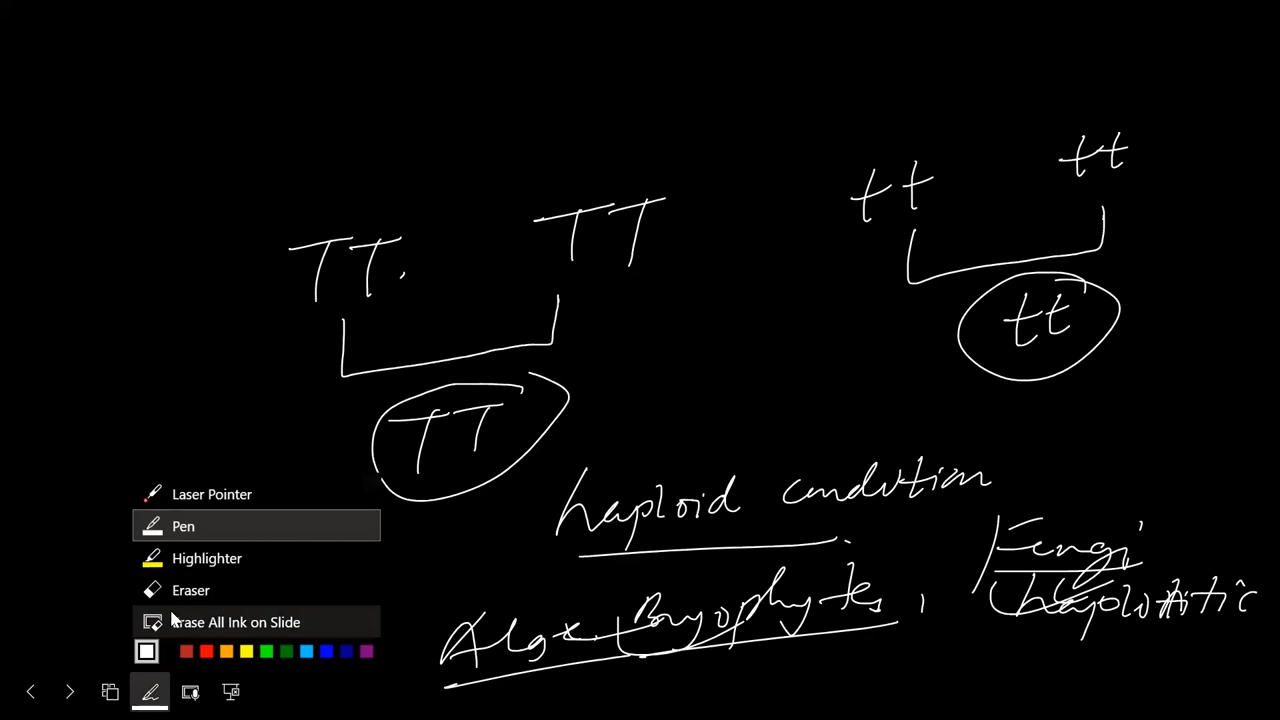 tt
tt
TT.
TT
tt
TT
haploid condition
Fungi
Algae, Bryophytes,
Laser Pointer
Pen
Highlighter
Eraser
Erase All Ink on Slide